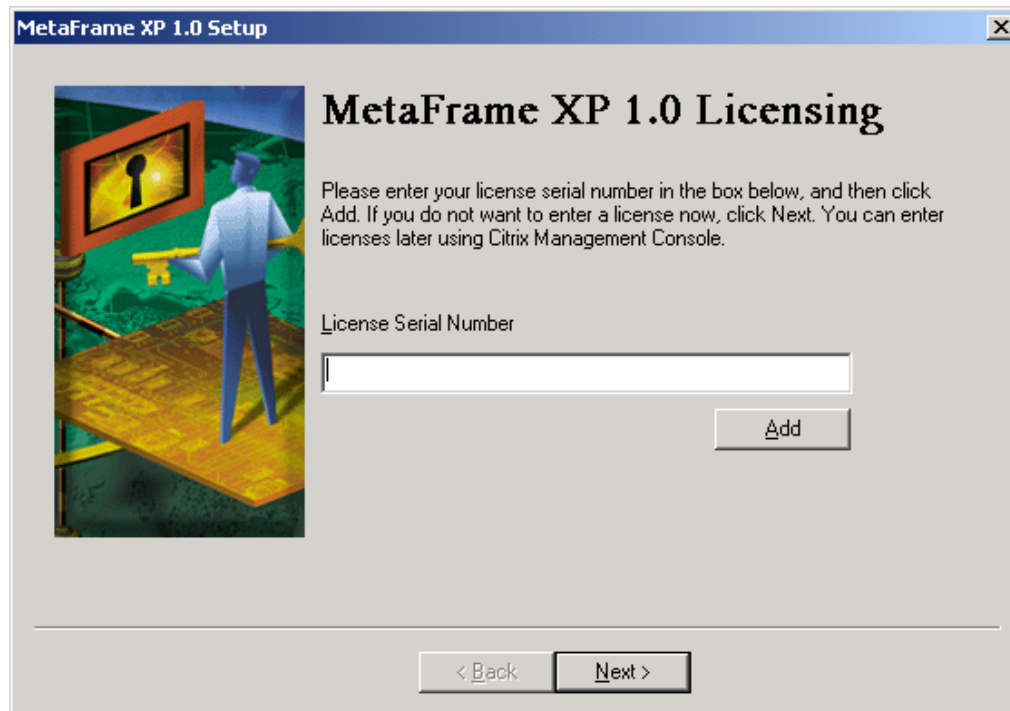 MetaFrame XP 1.0 Setup
MetaFrame XP 1.0 Licensing
Please enter your license serial number in the box below, and then click
Add. If you do not want to enter a license now, click Next. You can enter
licenses later using Citrix Management Console.
License Serial Number
Add
< Back
Next >